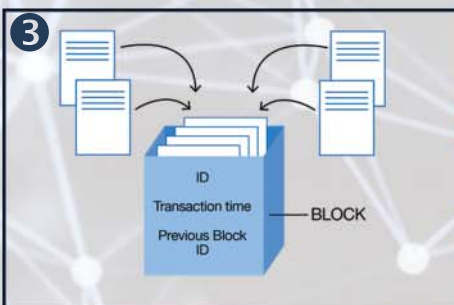 3
ID
Transaction time
Previous Block
ID
BLOCK